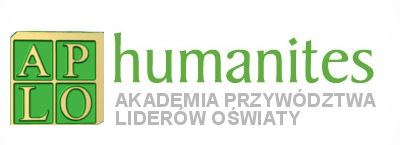 AP
LO
humanites
AKADEMIA PRZYWÓDZTWA
LIDERÓW OŚWIATY